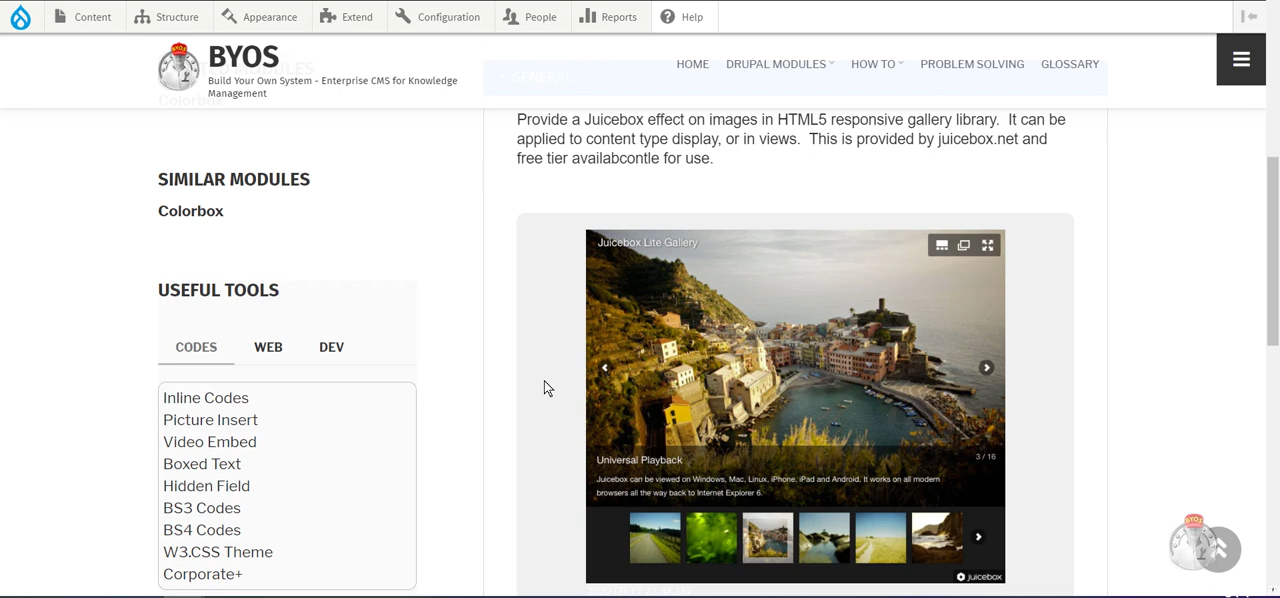 Content
Structure
Appearance
Extend
Configuration
People
Reports
Help
BYOS
BYOS
Build Your Own System - Enterprise CMS for Knowledge
Management
HOME
DRUPAL MODULES
HOW TO
PROBLEM SOLVING
GLOSSARY
MODULES
Colorbox
GENERAL
SIMILAR MODULES
Colorbox
USEFUL TOOLS
CODES
WEB
DEV
Inline Codes
Picture Insert
Video Embed
Boxed Text
Hidden Field
BS3 Codes
BS4 Codes
W3.CSS Theme
Corporate+
Provide a Juicebox effect on images in HTML5 responsive gallery library. It can be
applied to content type display, or in views. This is provided by juicebox.net and
free tier availabcontle for use.
Juicebox Lite Gallery
Universal Playback
3 / 16
Juicebox can be viewed on Windows, Mac, Linux, iPhone, iPad and Android. It works on all modern
browsers all the way back to Internet Explorer 6.
juicebox